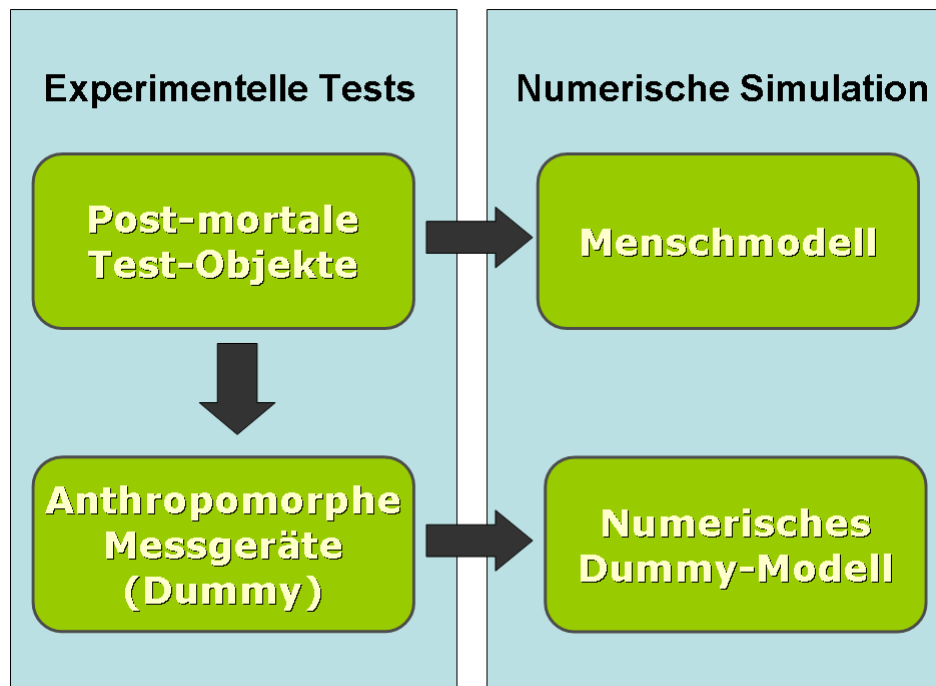 Experimentelle Tests
Post-mortale
Test-Objekte
Anthropomorphe
Messgeräte
(Dummy)
Numerische Simulation
Menschmodell
Numerisches
Dummy-Modell